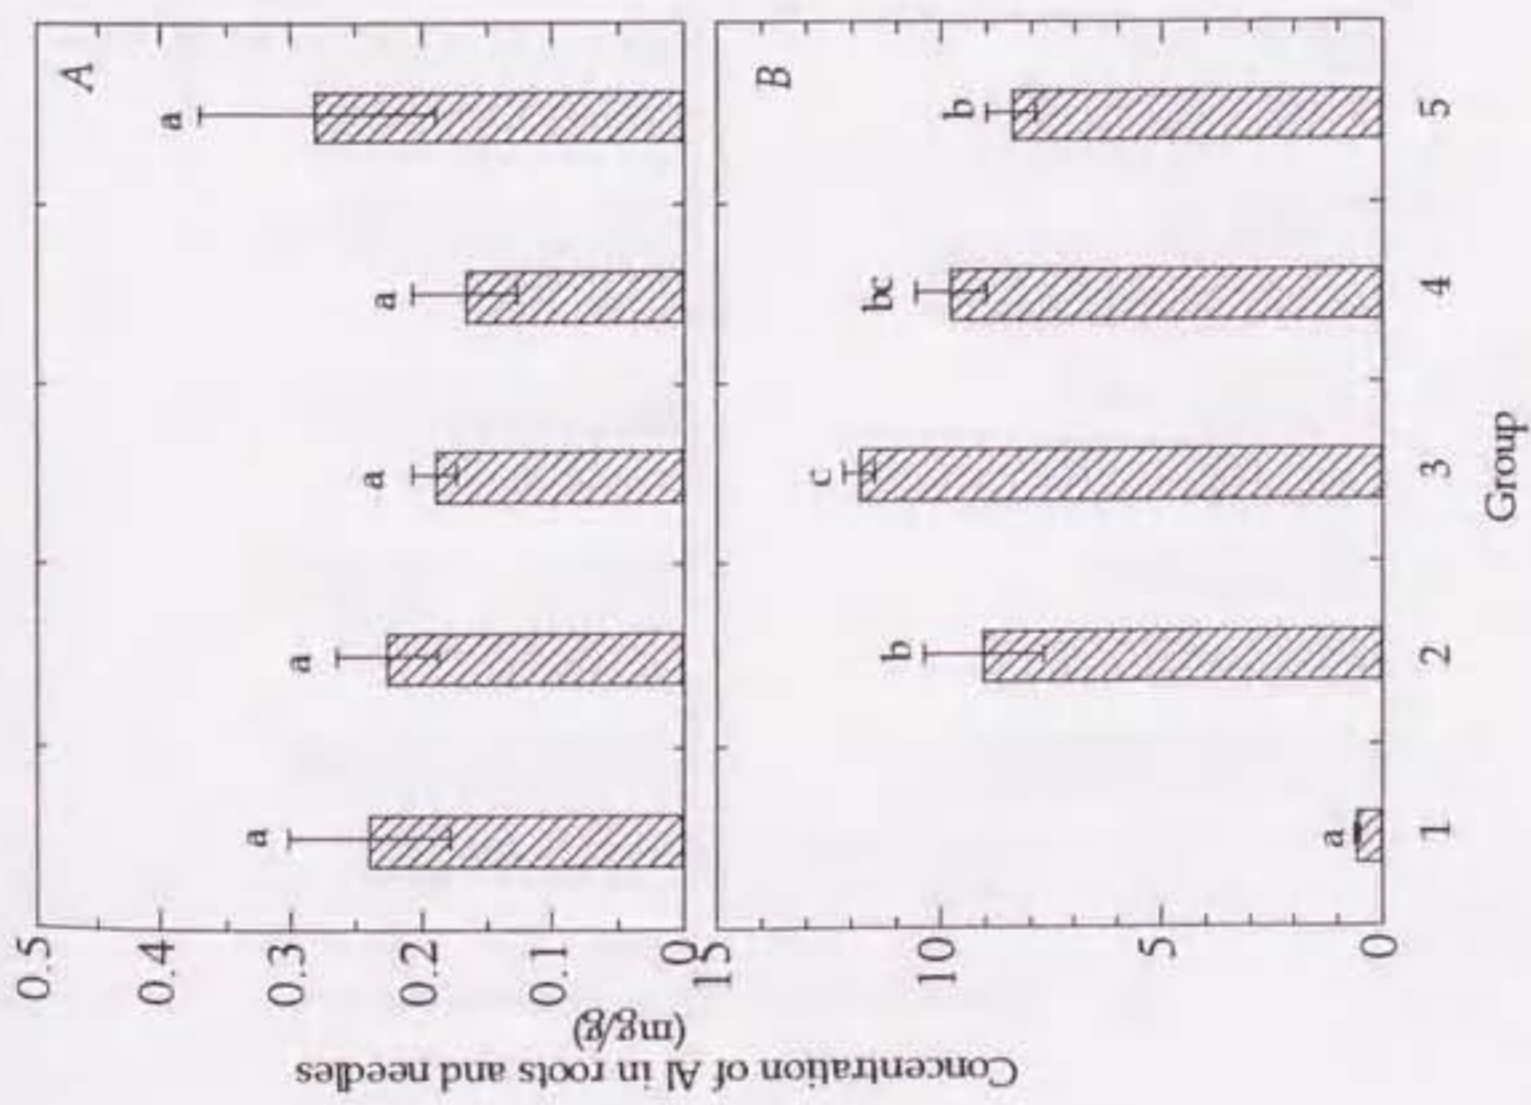 Concentration of Al in roots and needles
(mg/g)
A
0.5
0.4
0.3
0.2
0.1
0
a
a
a
a
a
B
15
10
5
0
a
b
c
bc
b
1 2 3 4 5
Group